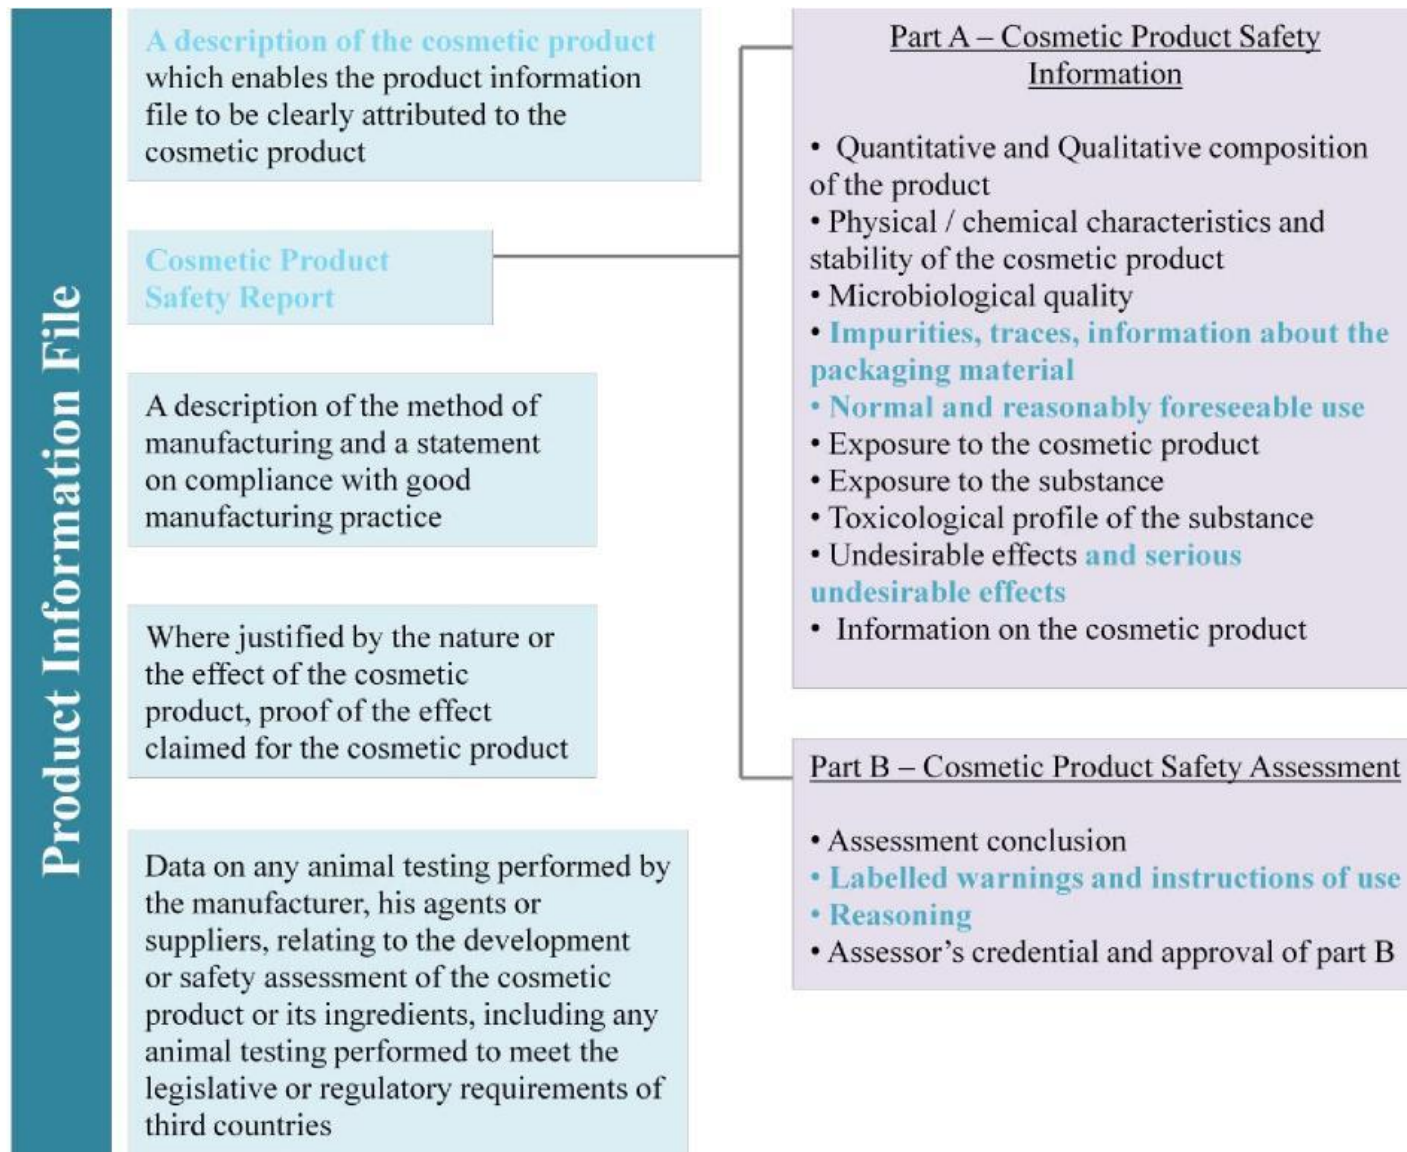 Product Information File
A description of the cosmetic product
which enables the product information
file to be clearly attributed to the
cosmetic product
Cosmetic Product
Safety Report
A description of the method of
manufacturing and a statement
on compliance with good
manufacturing practice
Where justified by the nature or
the effect of the cosmetic
product, proof of the effect
claimed for the cosmetic product
Data on any animal testing performed by
the manufacturer, his agents or
suppliers, relating to the development
or safety assessment of the cosmetic
product or its ingredients, including any
animal testing performed to meet the
legislative or regulatory requirements of
third countries
Part A – Cosmetic Product Safety
Information
• Quantitative and Qualitative composition
of the product
• Physical / chemical characteristics and
stability of the cosmetic product
• Microbiological quality
• Impurities, traces, information about the
packaging material
• Normal and reasonably foreseeable use
• Exposure to the cosmetic product
• Exposure to the substance
• Toxicological profile of the substance
• Undesirable effects and serious
undesirable effects
• Information on the cosmetic product
Part B – Cosmetic Product Safety Assessment
• Assessment conclusion
• Labelled warnings and instructions of use
• Reasoning
• Assessor’s credential and approval of part B